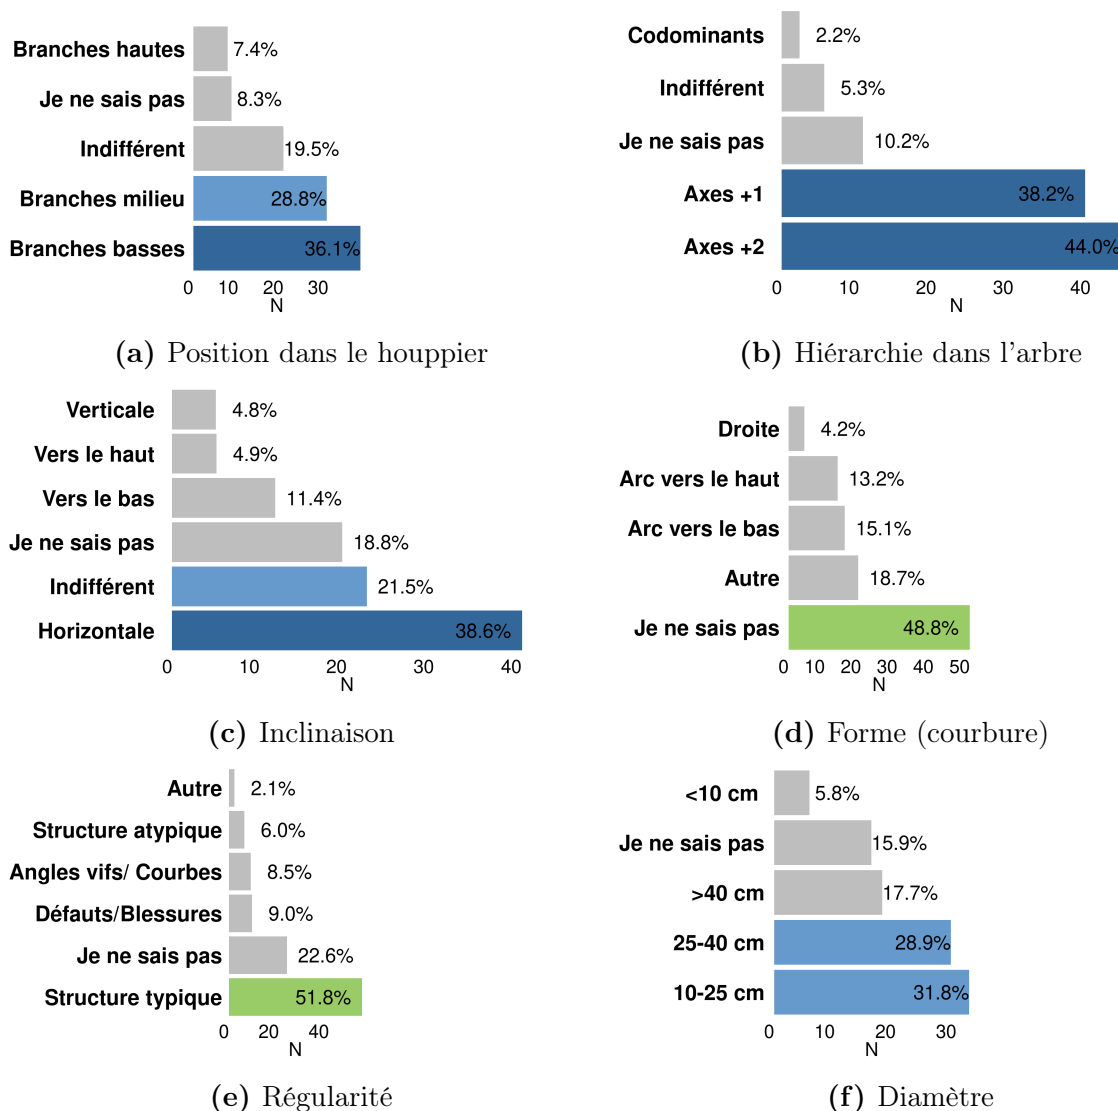 Branches hautes 7.4%
Je ne sais pas 8.3%
Indifférent 19.5%
Branches milieu 28.8%
Branches basses 36.1%
0 10 20 30
N
(a) Position dans le houppier
Codominants 2.2%
Indifférent 5.3%
Je ne sais pas 10.2%
Axes +1 38.2%
Axes +2 44.0%
0 10 20 30 40
N
(b) Hiérarchie dans l'arbre
Verticale 4.8%
Vers le haut 4.9%
Vers le bas 11.4%
Je ne sais pas 18.8%
Indifférent 21.5%
Horizontale 38.6%
0 10 20 30 40
N
(c) Inclinaison
Droite 4.2%
Arc vers le haut 13.2%
Arc vers le bas 15.1%
Autre 18.7%
Je ne sais pas 48.8%
0 10 20 30 40 50
N
(d) Forme (courbure)
Autre 2.1%
Structure atypique 6.0%
Angles vifs/ Courbes 8.5%
Défauts/Blessures 9.0%
Je ne sais pas 22.6%
Structure typique 51.8%
0 20 40
N
(e) Régularité
<10 cm 5.8%
Je ne sais pas 15.9%
>40 cm 17.7%
25-40 cm 28.9%
10-25 cm 31.8%
0 10 20 30
N
(f) Diamètre